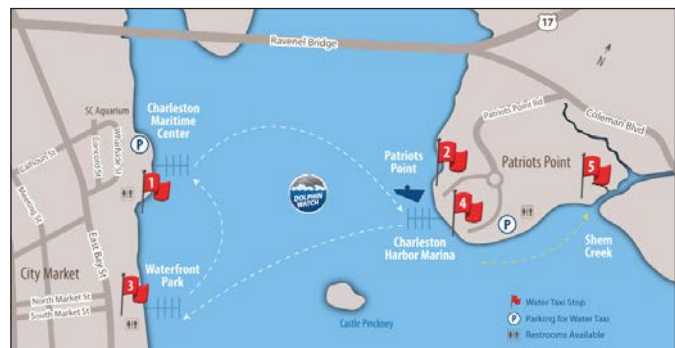 17
Ravenel Bridge
N
SC Aquarium
Charleston
Maritime
Center
P
Wharfside St
Concord St
Calhoun St
Meeting St
East Bay St
1
DOLPHIN
WATCH
Patriots
Point
2
Patriots Point Rd
Coleman Blvd
Patriots Point
5
4
P
Charleston
Harbor Marina
Shem
Creek
City Market
Waterfront
Park
3
North Market St
South Market St
Castle Pinckney
Water Taxi Stop
P
Parking for Water Taxi
Restrooms Available